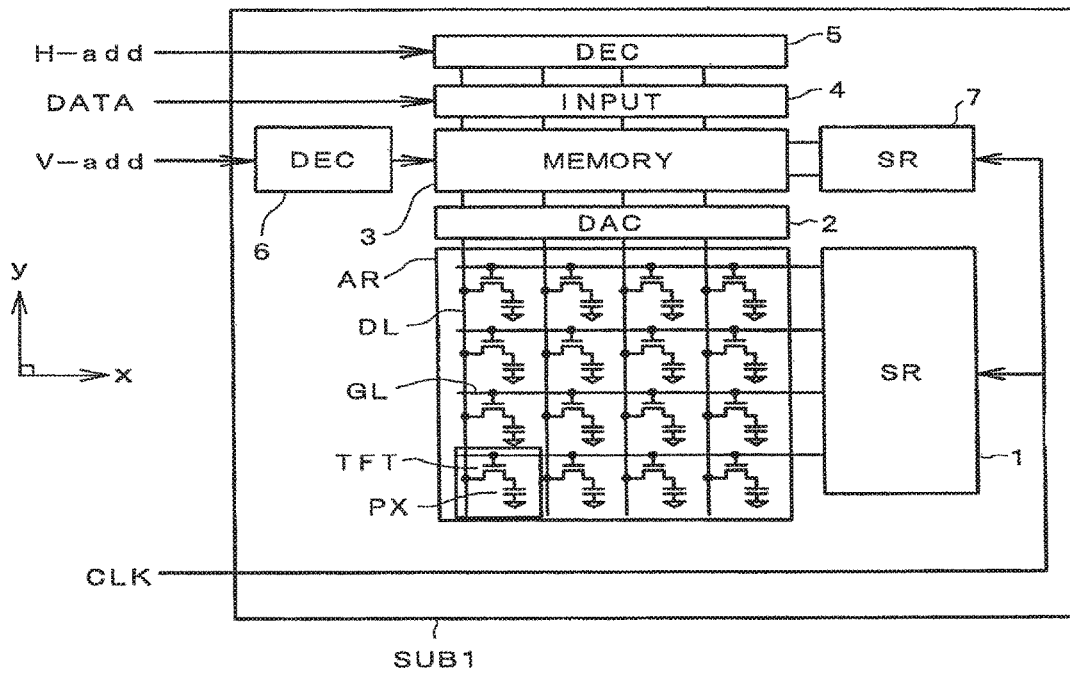 H-add
DEC
5
DATA
INPUT
4
V-add
DEC
6
MEMORY
3
SR
7
DAC
2
AR
DL
GL
TFT
PX
SR
1
y
x
CLK
SUB1